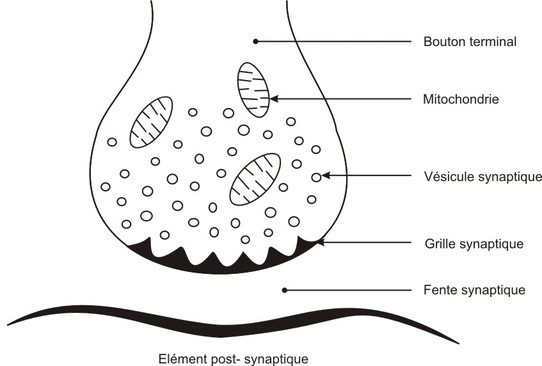 Bouton terminal
Mitochondrie
Vésicule synaptique
Grille synaptique
Fente synaptique
Elément post- synaptique